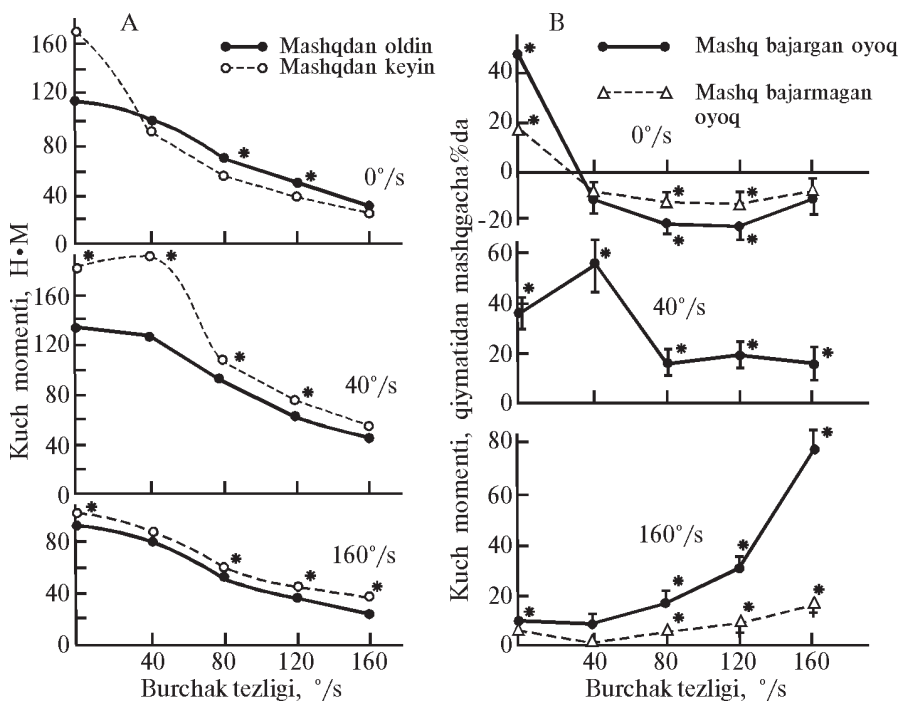 A
Mashqdan oldin
Mashqdan keyin
160
120
80
40
0
0°/s
160
120
80
40
0
40°/s
80
40
0
160°/s
40 80 120 160
Burchak tezligi, °/s
Kuch momenti, H•M
B
Mashq bajargan oyoq
Mashq bajarmagan
oyoq
40
20
0
-20
0°/s
60
40
20
0
40°/s
80
60
40
20
0
160°/s
40 80 120 160
Burchak tezligi, °/s
Kuch momenti, qiymatidan mashqgacha %da